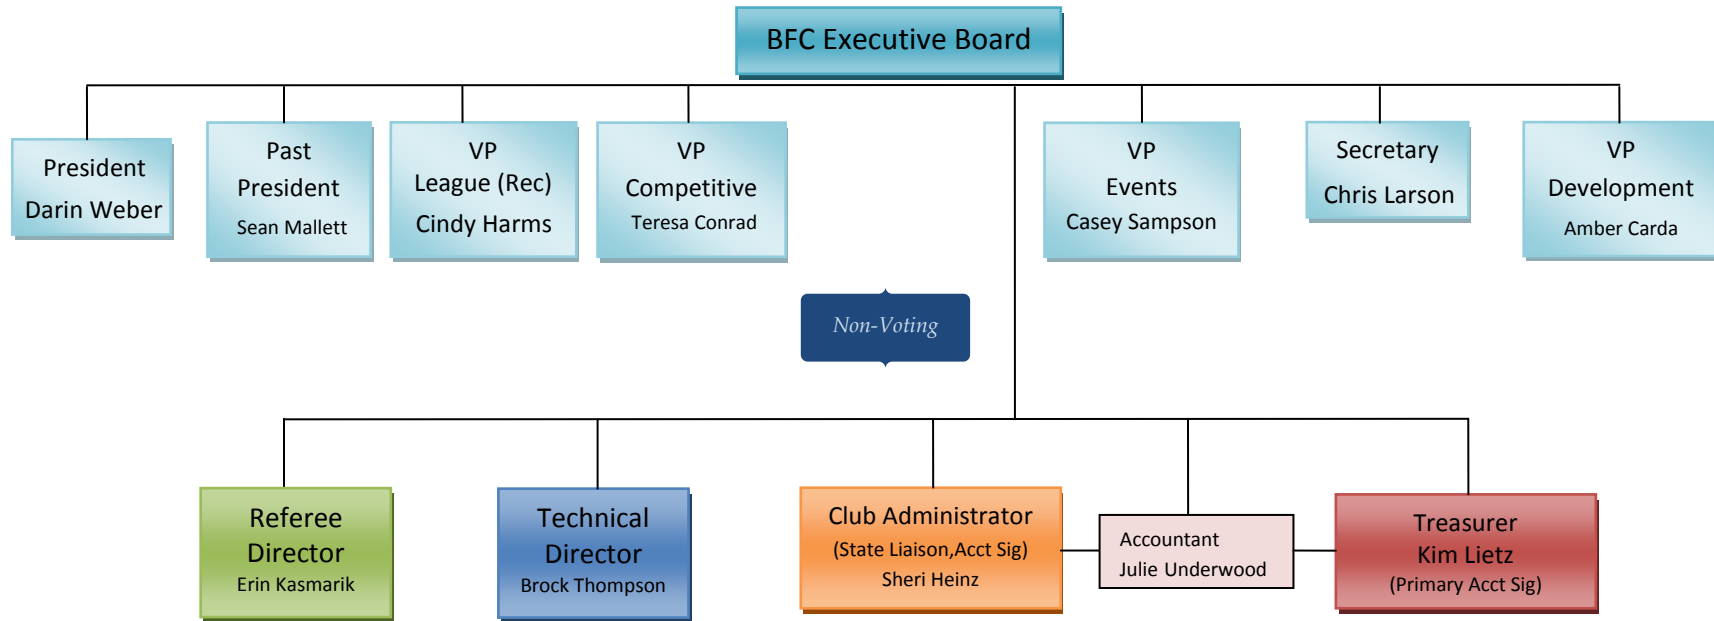 BFC Executive Board
President
Darin Weber
Past
President
Sean Mallett
VP
League (Rec)
Cindy Harms
VP
Competitive
Teresa Conrad
VP
Events
Casey Sampson
Secretary
Chris Larson
VP
Development
Amber Carda
Non-Voting
Referee
Director
Erin Kasmarik
Technical
Director
Brock Thompson
Club Administrator
(State Liaison,Acct Sig)
Sheri Heinz
Accountant
Julie Underwood
Treasurer
Kim Lietz
(Primary Acct Sig)